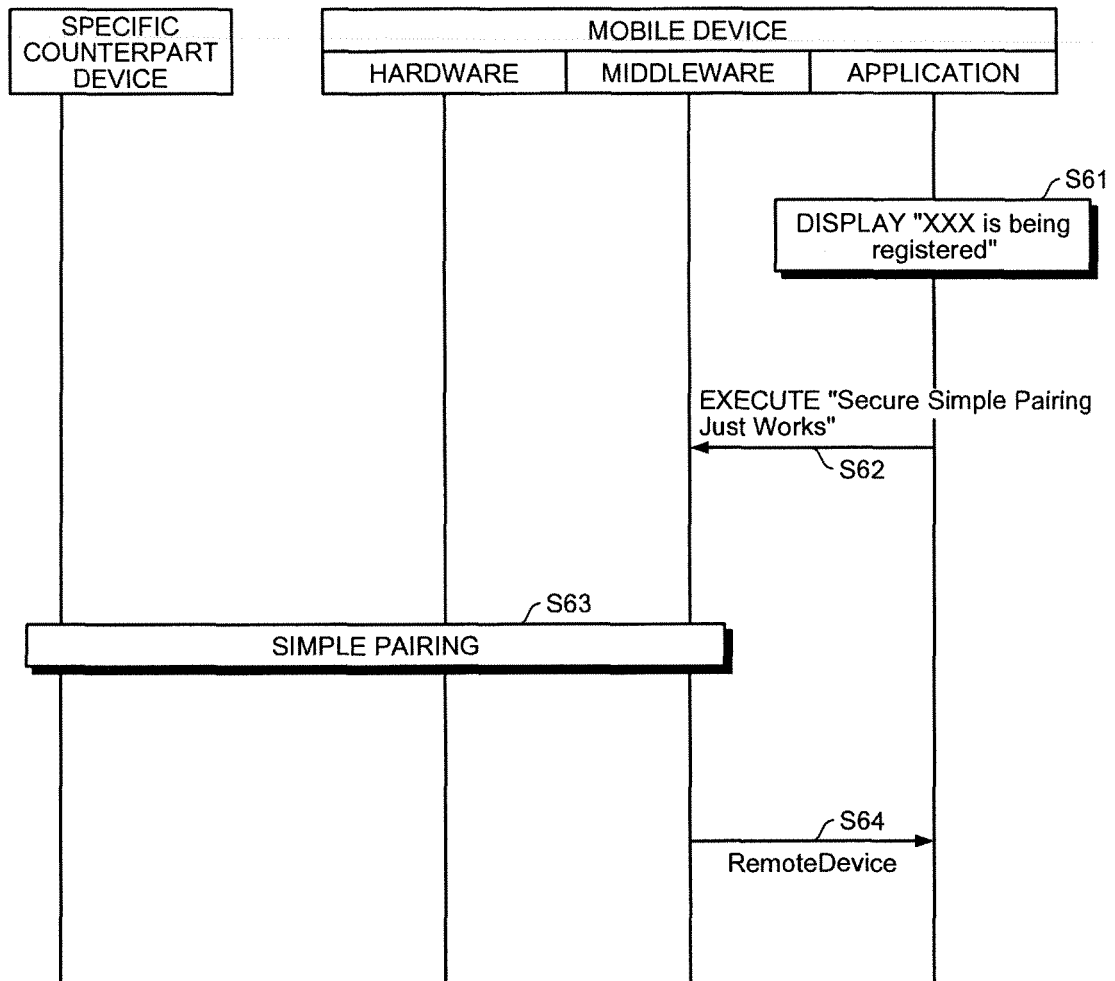 SPECIFIC
COUNTERPART
DEVICE
MOBILE DEVICE
HARDWARE
MIDDLEWARE
APPLICATION
S61
DISPLAY "XXX is being
registered"
EXECUTE "Secure Simple Pairing
Just Works"
S62
S63
SIMPLE PAIRING
S64
RemoteDevice